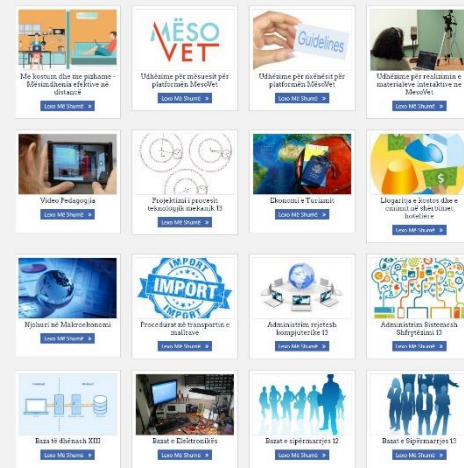 MËSO
VET
Guidelines
Me kostum dhe me pizhame -
Mësimdhënia efektive në
distancë
Lexo Më Shumë »
Udhëzime për mësuesit për
platformën MesoVet
Lexo Më Shumë »
Udhëzime për nxënësit për
platformën MësoVet
Lexo Më Shumë »
Udhëzime për realizimin e
materialeve interaktive ne
MesoVet
Lexo Më Shumë »
Video Pedagogjia
Lexo Më Shumë »
Projektimi i procesit
teknologjik mekanik 13
Lexo Më Shumë »
Ekonomi e Turizmit
Lexo Më Shumë »
Llogaritja e kostos dhe e
çmimit në shërbimet
hoteliere
Lexo Më Shumë »
IMPORT
IMPORT
IMPORT
Njohuri në Makroekonomi
Lexo Më Shumë »
Procedurat në transportin e
mallrave
Lexo Më Shumë »
Administrim rrjetesh
kompjuterike 13
Lexo Më Shumë »
Administrim Sistemesh
Shfrytëzimi 13
Lexo Më Shumë »
Baza të dhënash XIII
Lexo Më Shumë »
Bazat e Elektronikës
Lexo Më Shumë »
Bazat e sipërmarrjes 12
Lexo Më Shumë »
Bazat e Sipërmarrjes 13
Lexo Më Shumë »